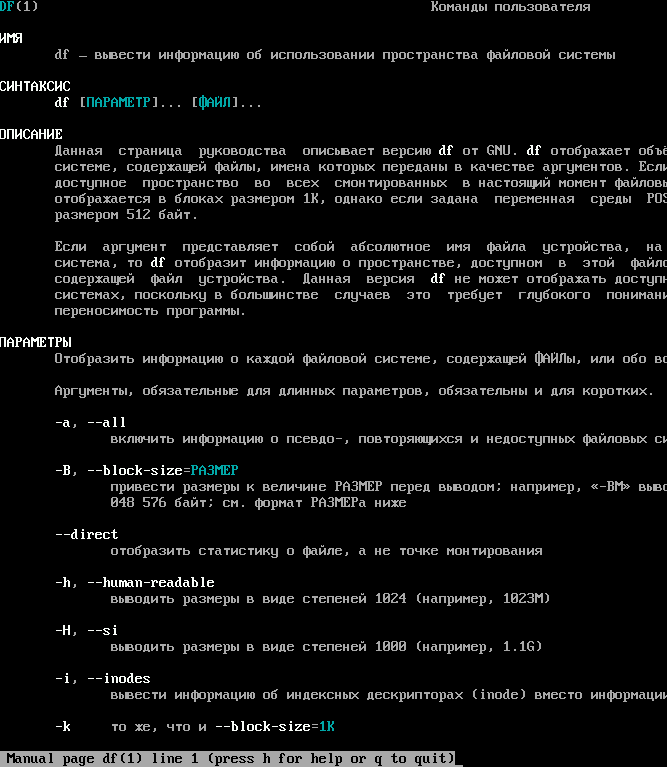 DF(1) Команды пользователя
ИМЯ
df — вывести информацию об использовании пространства файловой системы
СИНТАКСИС
df [ПАРАМЕТР]... [ФАЙЛ]...
ОПИСАНИЕ
Данная страница руководства описывает версию df от GNU. df отображает объё
системе, содержащей файлы, имена которых переданы в качестве аргументов. Если
доступное пространство во всех смонтированных в настоящий момент файловы
отображается в блоках размером 1K, однако если задана переменная среды POS
размером 512 байт.
Если аргумент представляет собой абсолютное имя файла устройства, на
система, то df отобразит информацию о пространстве, доступном в этой файло
содержащей файл устройства. Данная версия df не может отображать доступн
системах, поскольку в большинстве случаев это требует глубокого понимани
переносимость программы.
ПАРАМЕТРЫ
Отобразить информацию о каждой файловой системе, содержащей ФАЙЛы, или обо вс
Аргументы, обязательные для длинных параметров, обязательны и для коротких.
-a, --all
включить информацию о псевдо-, повторяющихся и недоступных файловых си
-B, --block-size=РАЗМЕР
привести размеры к величине РАЗМЕР перед выводом; например, «-BM» выво
048 576 байт; см. формат РАЗМЕРа ниже
--direct
отобразить статистику о файле, а не точке монтирования
-h, --human-readable
выводить размеры в виде степеней 1024 (например, 1023M)
-H, --si
выводить размеры в виде степеней 1000 (например, 1.1G)
-i, --inodes
вывести информацию об индексных дескрипторах (inode) вместо информации
-k то же, что и --block-size=1K
Manual page df(1) line 1 (press h for help or q to quit)